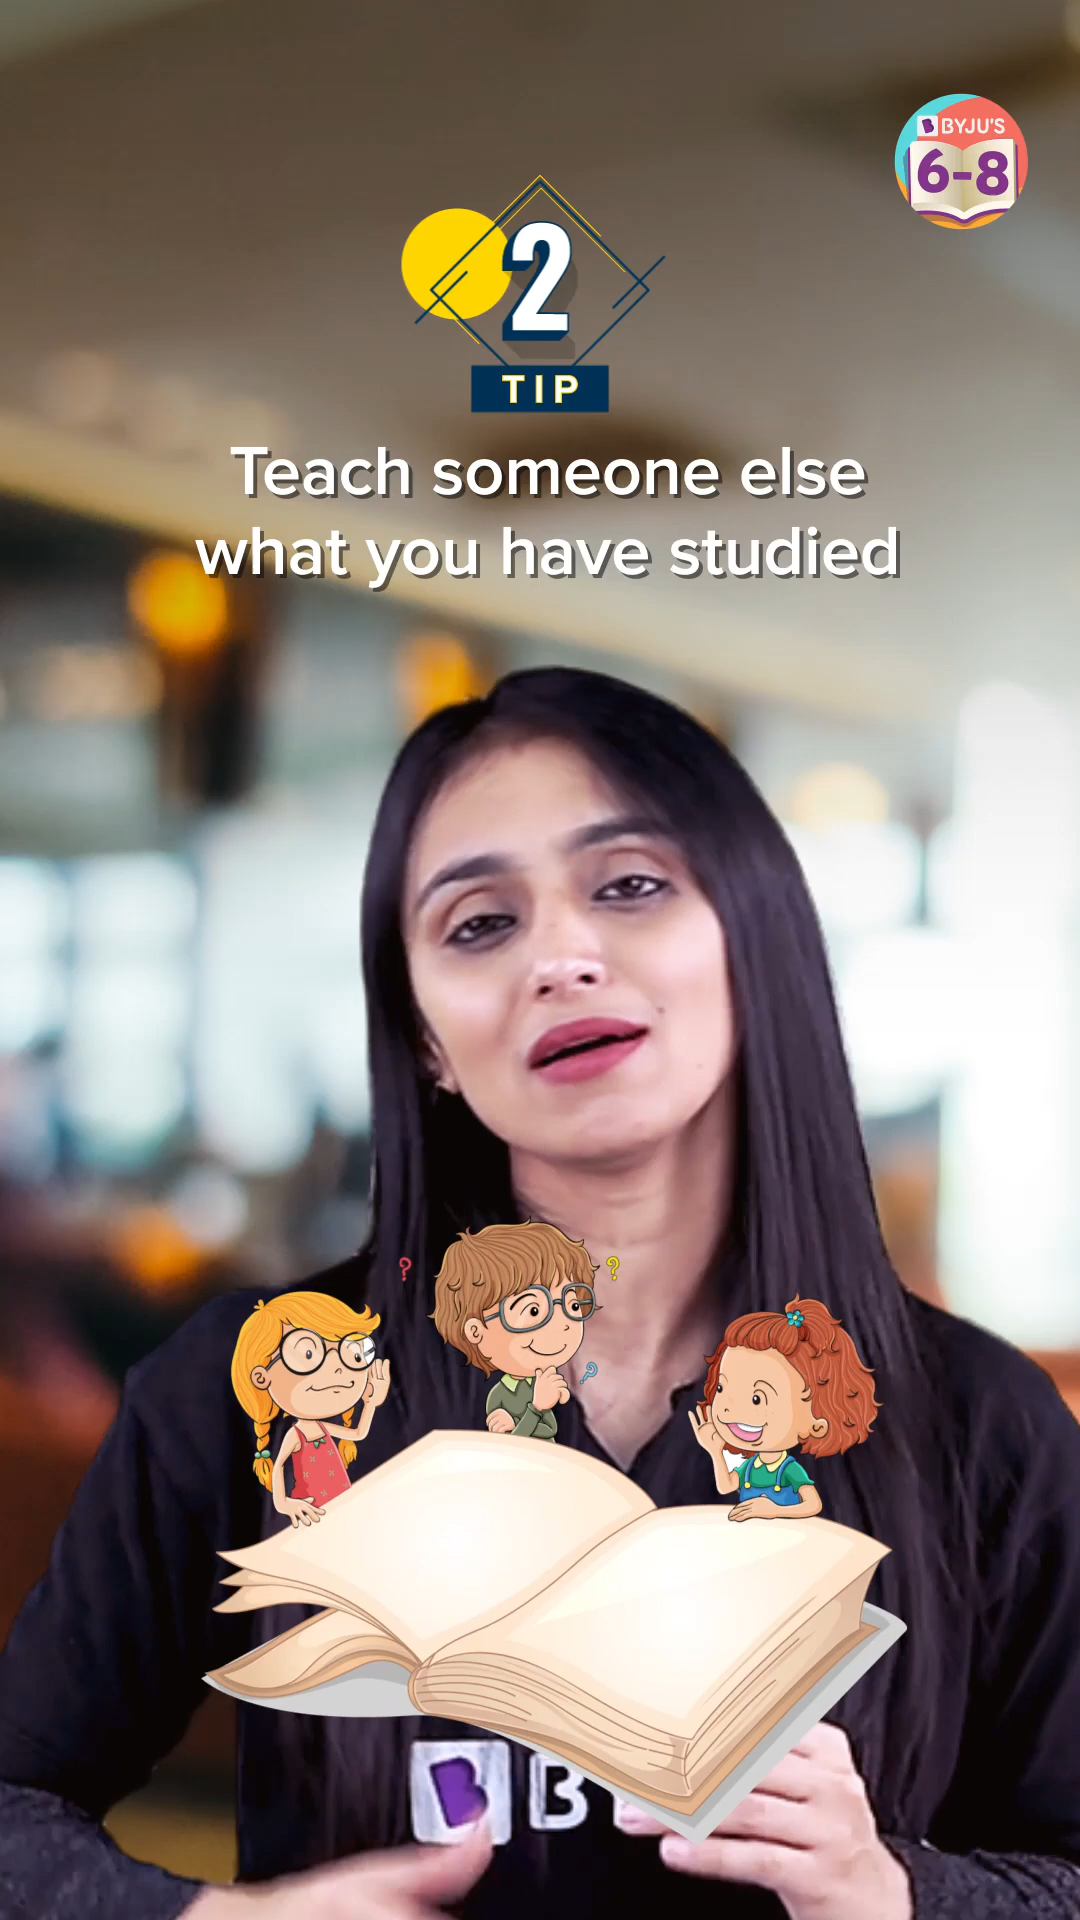 BYJU'S
6-8
2
TIP
Teach someone else
what you have studied
? ?
?
B B